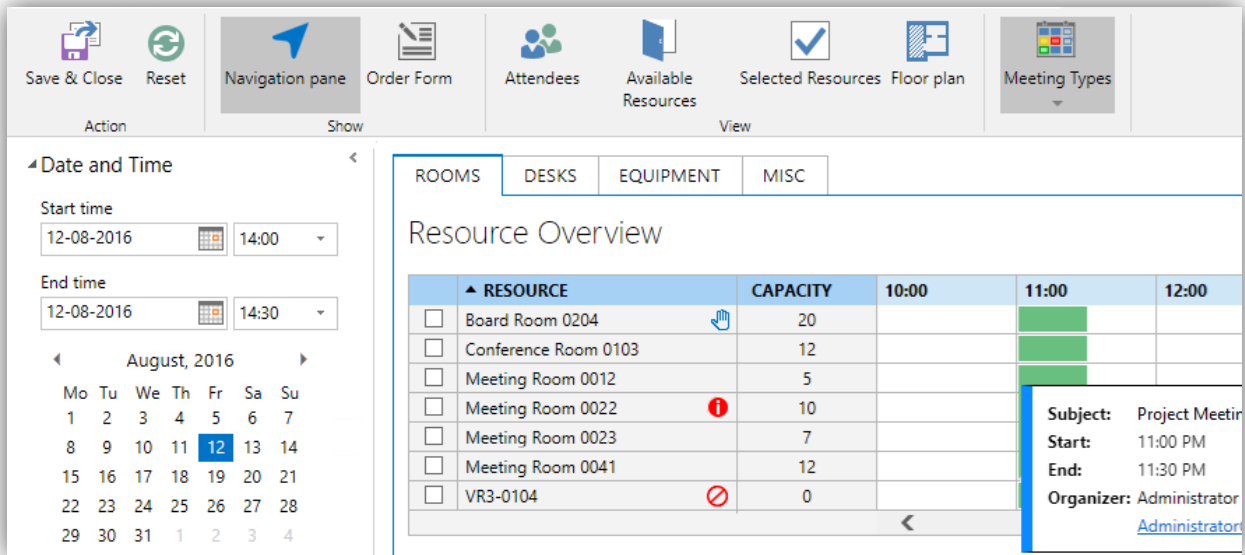 Save & Close Reset Navigation pane Order Form Attendees Available Resources Selected Resources Floor plan Meeting Types
Action Show View
Date and Time
Start time
12-08-2016 14:00
End time
12-08-2016 14:30
August, 2016
Mo Tu We Th Fr Sa Su
1 2 3 4 5 6 7
8 9 10 11 12 13 14
15 16 17 18 19 20 21
22 23 24 25 26 27 28
29 30 31 1 2 3 4
ROOMS DESKS EQUIPMENT MISC
Resource Overview
RESOURCE CAPACITY 10:00 11:00 12:00
Board Room 0204 20
Conference Room 0103 12
Meeting Room 0012 5
Meeting Room 0022 10
Meeting Room 0023 7
Meeting Room 0041 12
VR3-0104 0
Subject: Project Meetin
Start: 11:00 PM
End: 11:30 PM
Organizer: Administrator
Administrator